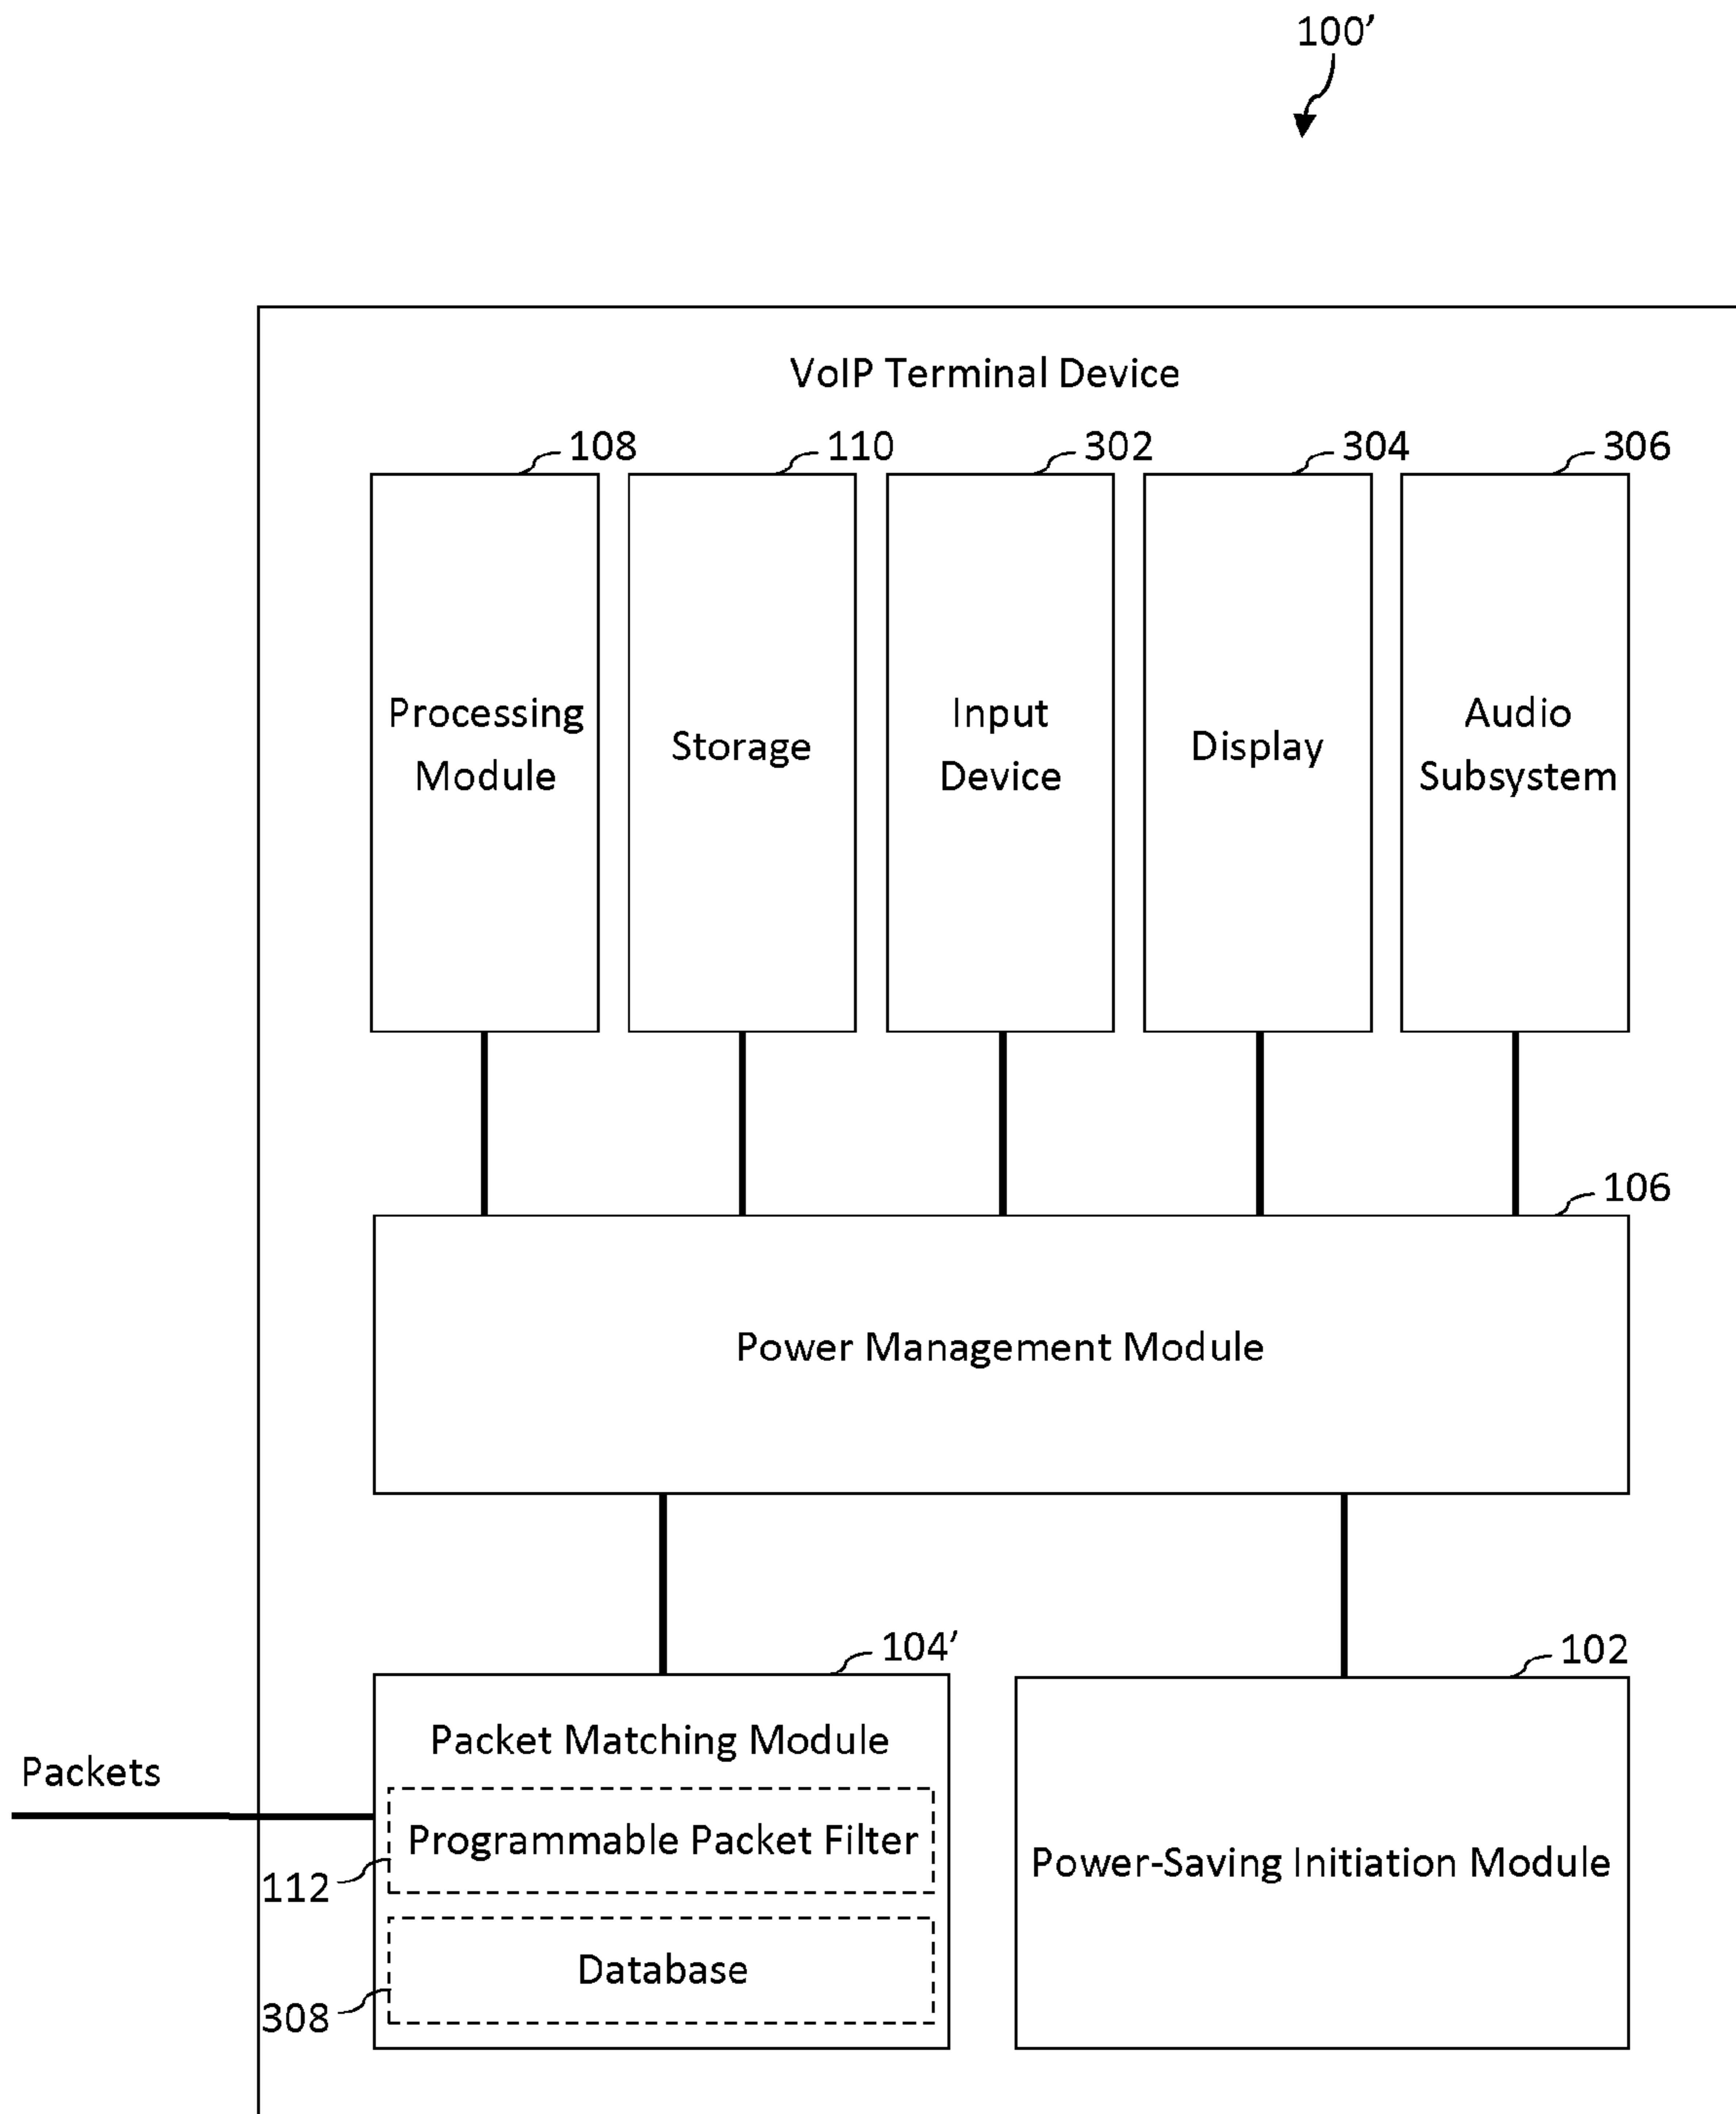 100’
VoIP Terminal Device
108
110
302
304
306
Processing
Module
Storage
Input
Device
Display
Audio
Subsystem
106
Power Management Module
104’
102
Packet Matching Module
Packets
Programmable Packet Filter
Power-Saving Initiation Module
112
Database
308